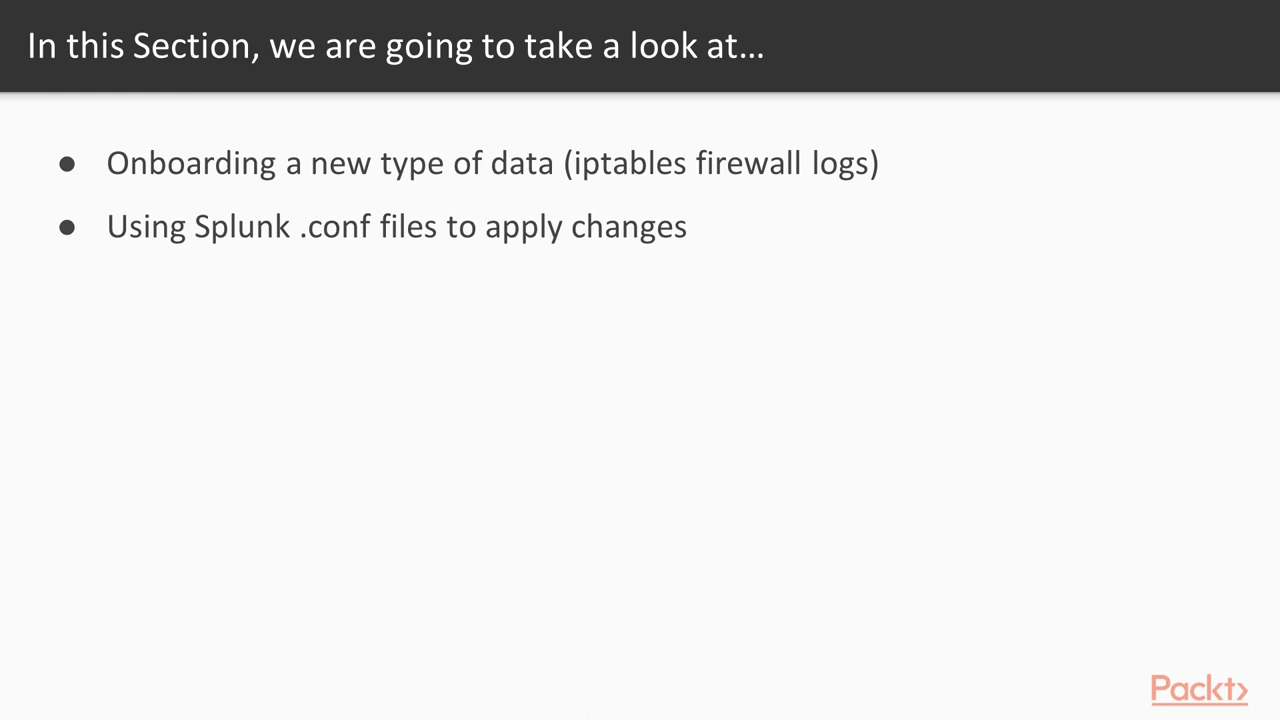 In this Section, we are going to take a look at...
● Onboarding a new type of data (iptables firewall logs)
● Using Splunk .conf files to apply changes
Packt>